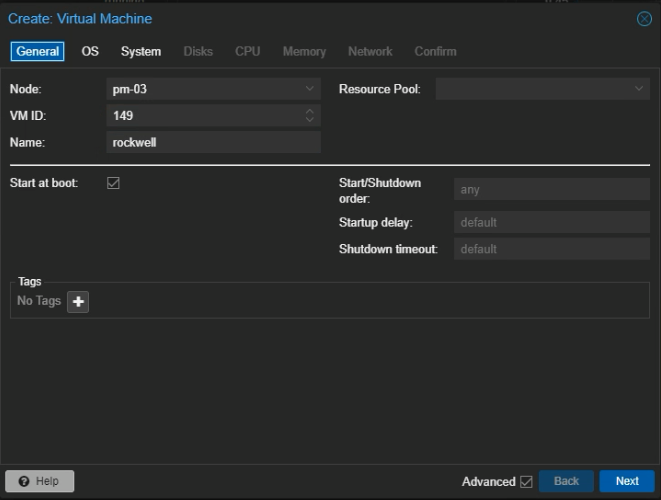 Create: Virtual Machine
General OS System Disks CPU Memory Network Confirm
Node: pm-03 Resource Pool:
VM ID: 149
Name: rockwell
Start at boot: Start/Shutdown order: any
Startup delay: default
Shutdown timeout: default
Tags
No Tags
Help Advanced Back Next